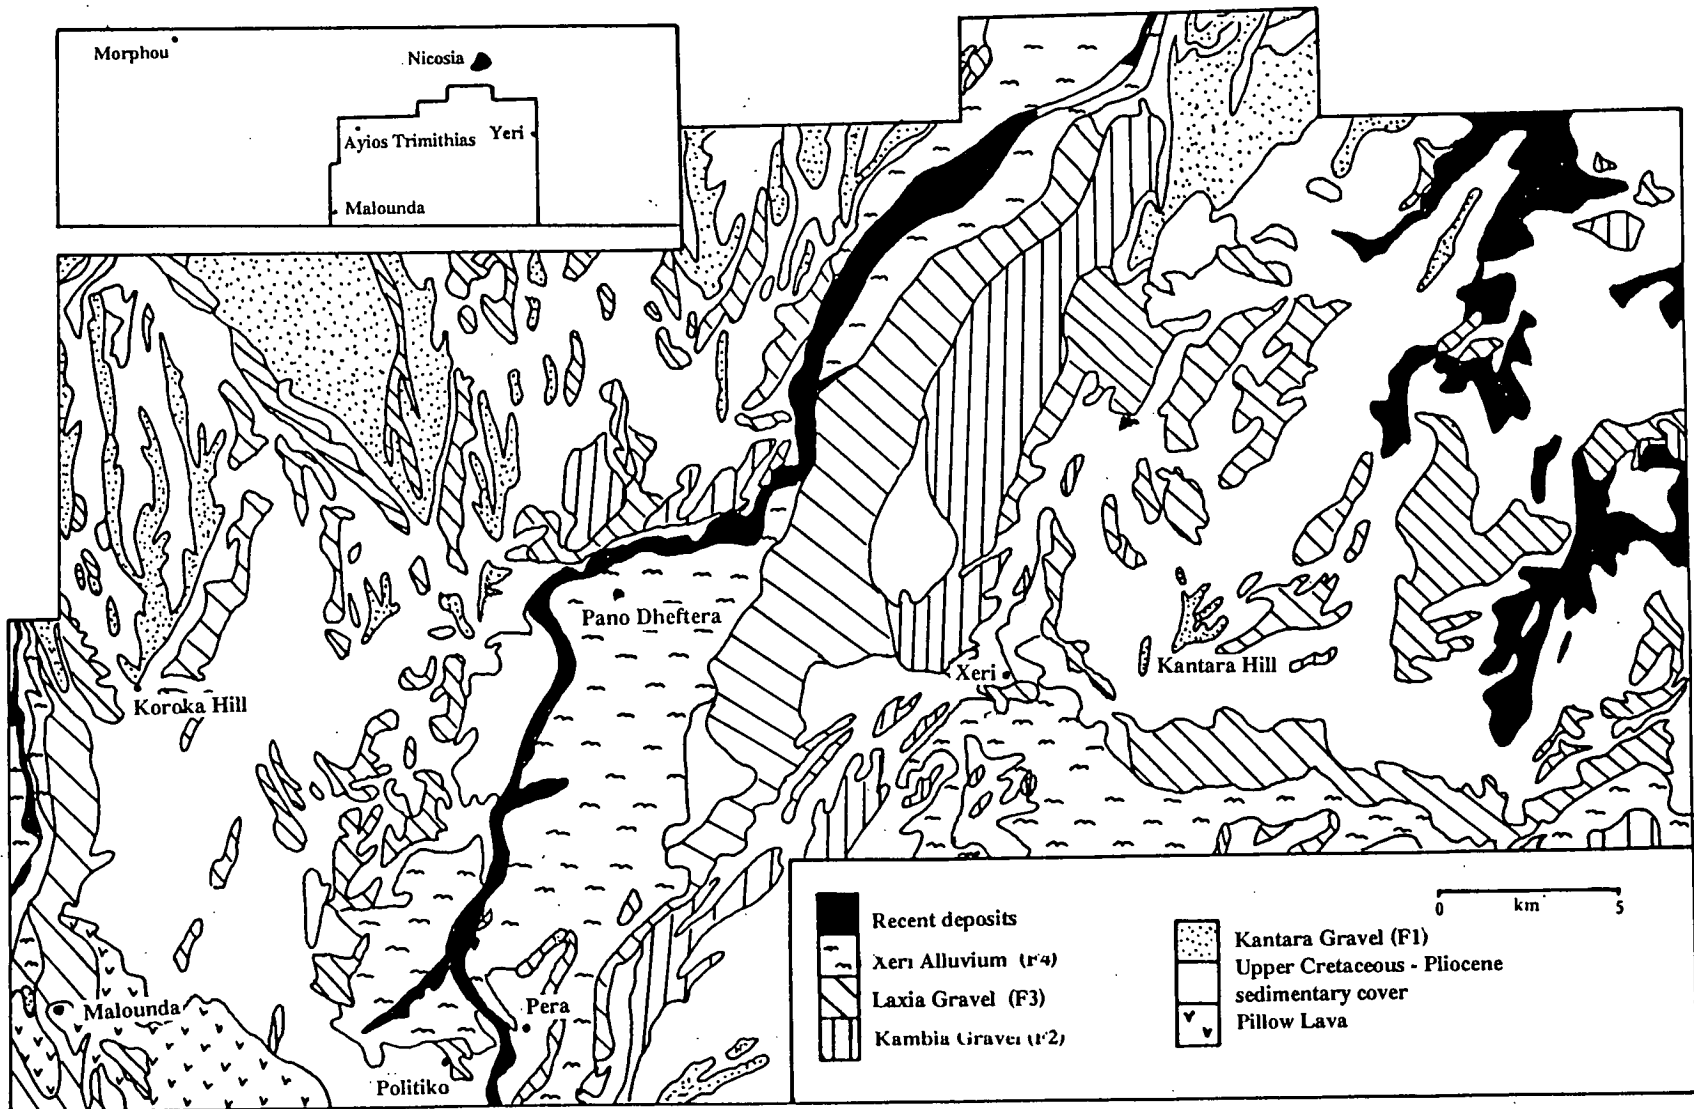 Morphou
Nicosia
Ayios Trimithias
Yeri
Malounda
Pano Dheftera
Xeri
Kantara Hill
Koroka Hill
Malounda
Pera
Politiko
Recent deposits
Xeri Alluvium (F4)
Laxia Gravel (F3)
Kambia Gravel (F2)
Kantara Gravel (F1)
Upper Cretaceous - Pliocene
sedimentary cover
Pillow Lava
0 km 5